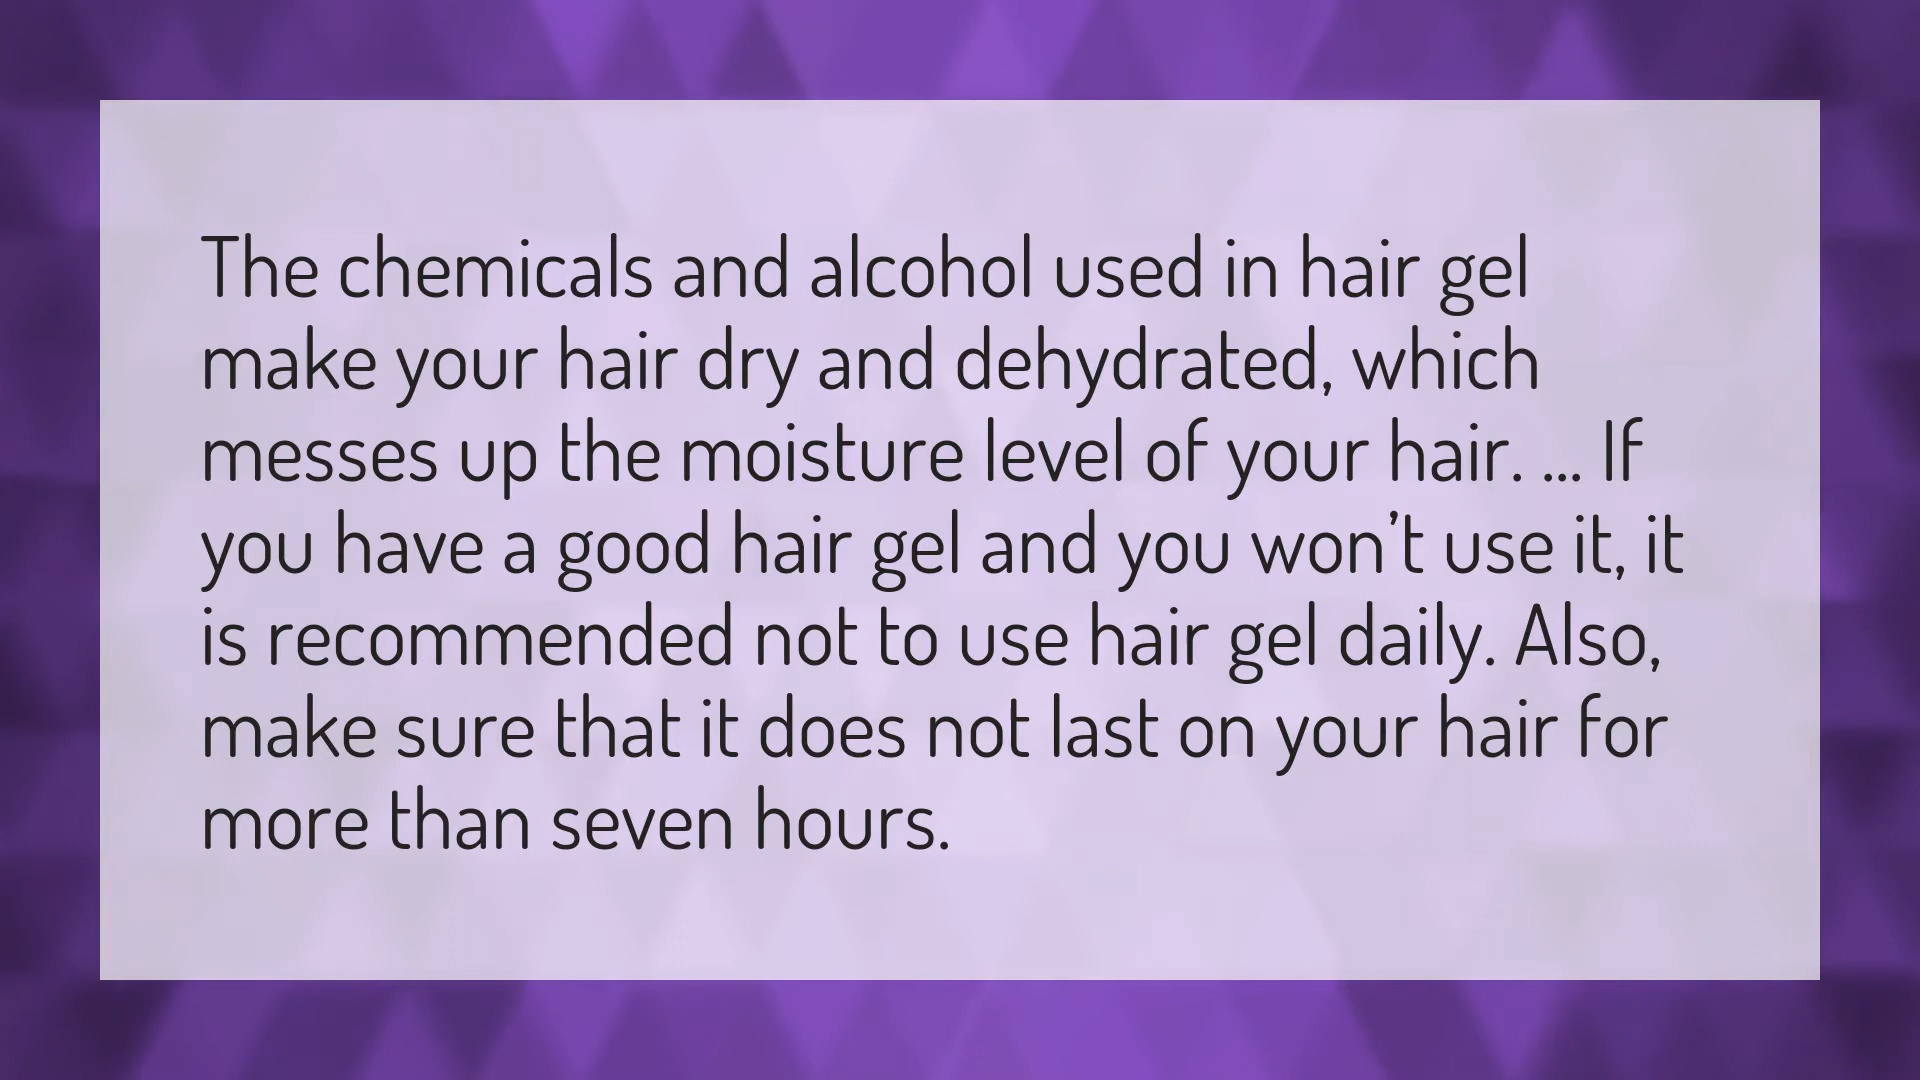 The chemicals and alcohol used in hair gel
make your hair dry and dehydrated, which
messes up the moisture level of your hair. ... If
you have a good hair gel and you won't use it, it
is recommended not to use hair gel daily. Also,
make sure that it does not last on your hair for
more than seven hours.